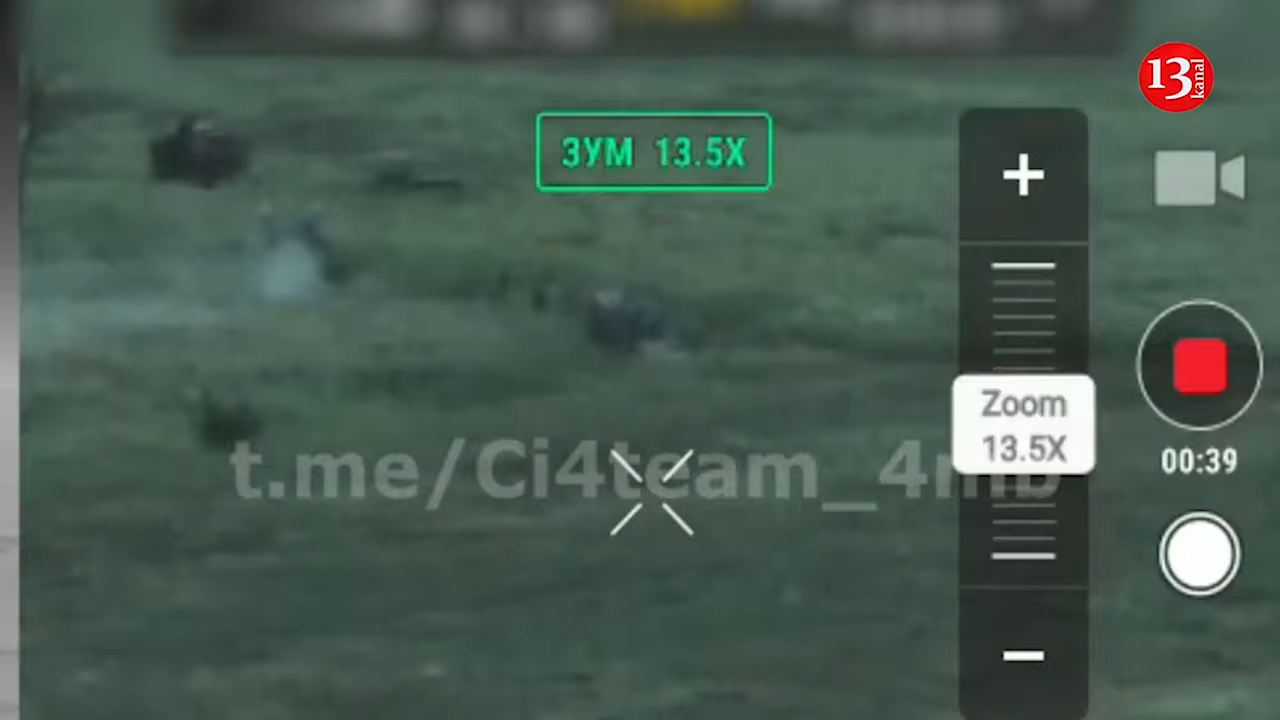 13 kanal
ЗУМ 13.5X
Zoom
13.5X
00:39
t.me/Ci4team_4mb